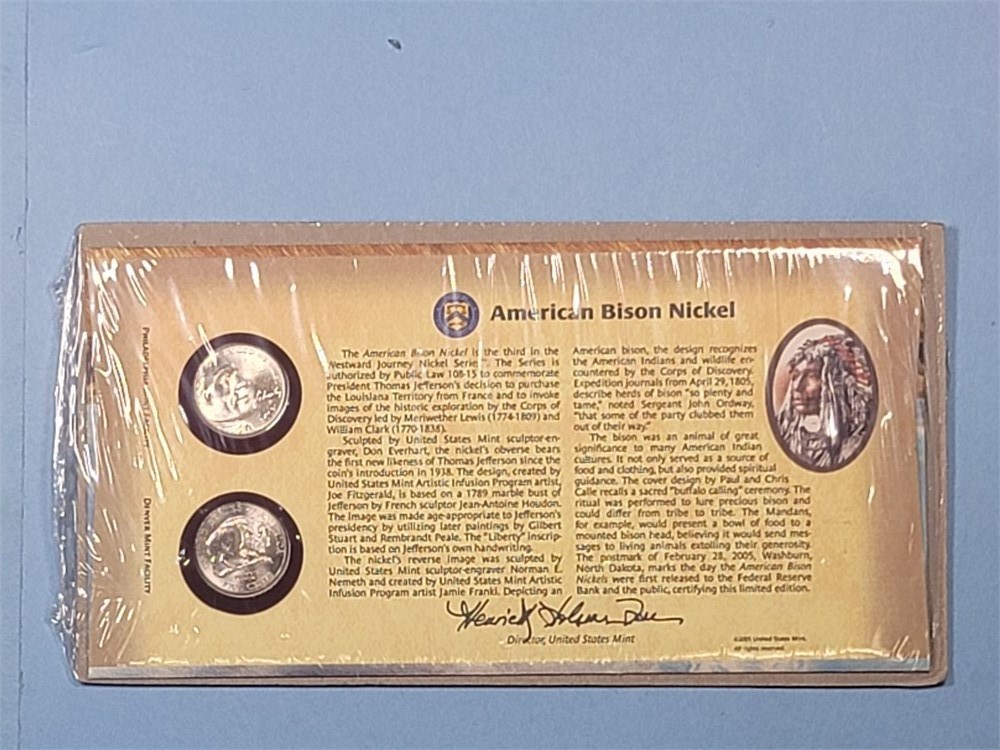 American Bison Nickel
The American Bison Nickel is the third in the
Westward Journey Nickel Serie
authorized by Public Law 108-15 to commemorate
President Thomas Jefferson's decision to purchase
the Louisiana Territory from France and to invoke
images of the historic exploration by the Corps of
Discovery led by Meriwether Lewis (1774-1809) and
William Clark (1770-1838).
Sculpted by United States Mint sculptor-en-
graver, Don Everhart, the nickel's obverse bears
the first new likeness of Thomas Jefferson since the
coin's introduction in 1938. The design, created by
United States Mint Artistic Infusion Program artist,
Joe Fitzgerald, is based on a 1789 marble bust of
Jefferson by French sculptor Jean-Antoine Houdon.
The image was made age-appropriate to Jefferson's
presidency by utilizing later paintings by Gilbert
Stuart and Rembrandt Peale. The "Liberty" inscrip-
tion is based on Jefferson's own handwriting.
The nickel's reverse image was sculpted by
United States Mint sculptor-engraver Norman E.
Nemeth and created by United States Mint Artistic
Infusion Program artist Jamie Franki. Depicting an
American bison, the design recognizes
the American Indians and wildlife en-
countered by the Corps of Discovery.
Expedition journals from April 29, 1805,
describe herds of bison "so plenty and
tame," noted Sergeant John Ordway,
"that some of the party clubbed them
out of their way."
The bison was an animal of great
significance to many American Indian
cultures. It not only served as a source of
food and clothing, but also provided spiritual
guidance. The cover design by Paul and Chris
Calle recalls a sacred "buffalo calling" ceremony. The
ritual was performed to lure precious bison and
could differ from tribe to tribe. The Mandans,
for example, would present a bowl of food to a
mounted bison head, believing it would send mes-
sages to living animals extolling their generosity.
The postmark of February 28, 2005, Washburn,
North Dakota, marks the day the American Bison
Nickels were first released to the Federal Reserve
Bank and the public, certifying this limited edition.
Director, United States Mint
©2005 United States Mint.
All rights reserved.
DENVER MINT FACILITY
Liberty